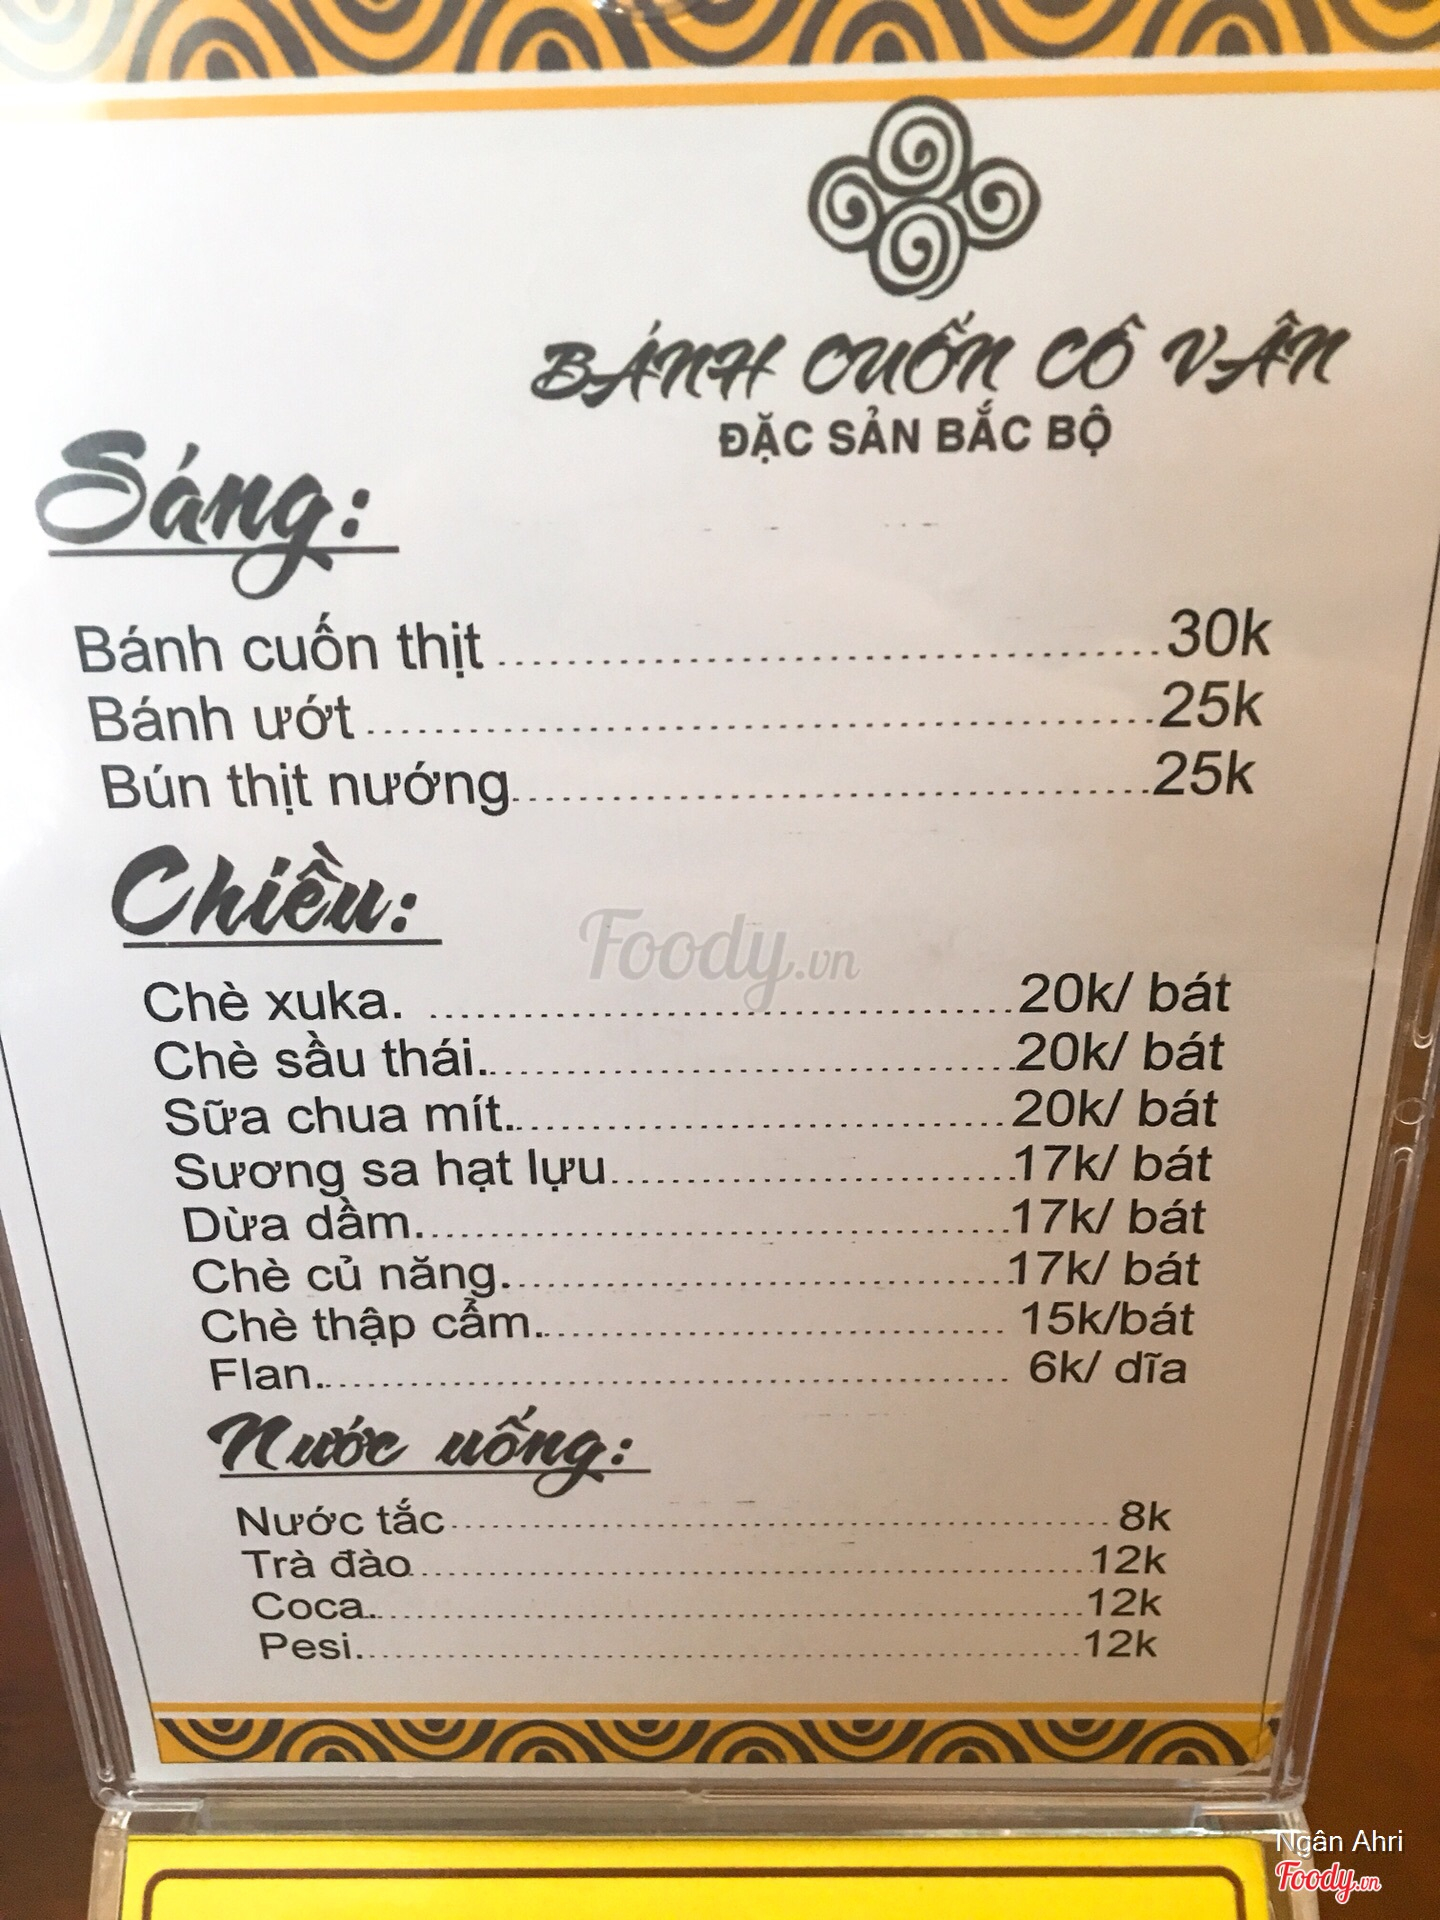 BÁNH CUỐN CÔ VÂN
ĐẶC SẢN BẮC BỘ
Sáng:
Bánh cuốn thịt 30k
Bánh ướt 25k
Bún thịt nướng 25k
Chiều:
Foody.vn
Chè xuka. 20k/ bát
Chè sầu thái. 20k/ bát
Sữa chua mít. 20k/ bát
Sương sa hạt lựu 17k/ bát
Dừa dầm. 17k/ bát
Chè củ năng. 17k/ bát
Chè thập cẩm. 15k/bát
Flan. 6k/ dĩa
Nước uống:
Nước tắc 8k
Trà đào 12k
Coca. 12k
Pesi. 12k
Ngân Ahri
Foody.vn